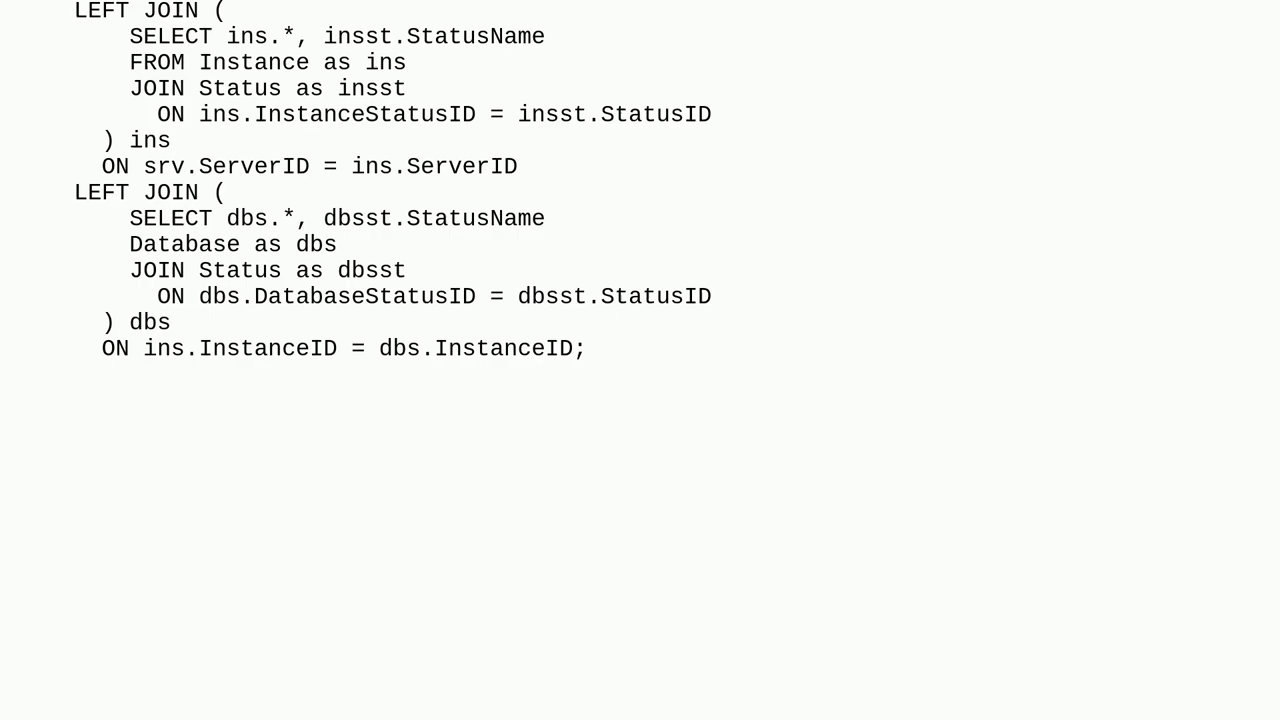 LEFT JOIN (
SELECT ins.*, insst.StatusName
FROM Instance as ins
JOIN Status as insst
ON ins.InstanceStatusID = insst.StatusID
) ins
ON srv.ServerID = ins.ServerID
LEFT JOIN (
SELECT dbs.*, dbsst.StatusName
Database as dbs
JOIN Status as dbsst
ON dbs.DatabaseStatusID = dbsst.StatusID
) dbs
ON ins.InstanceID = dbs.InstanceID;